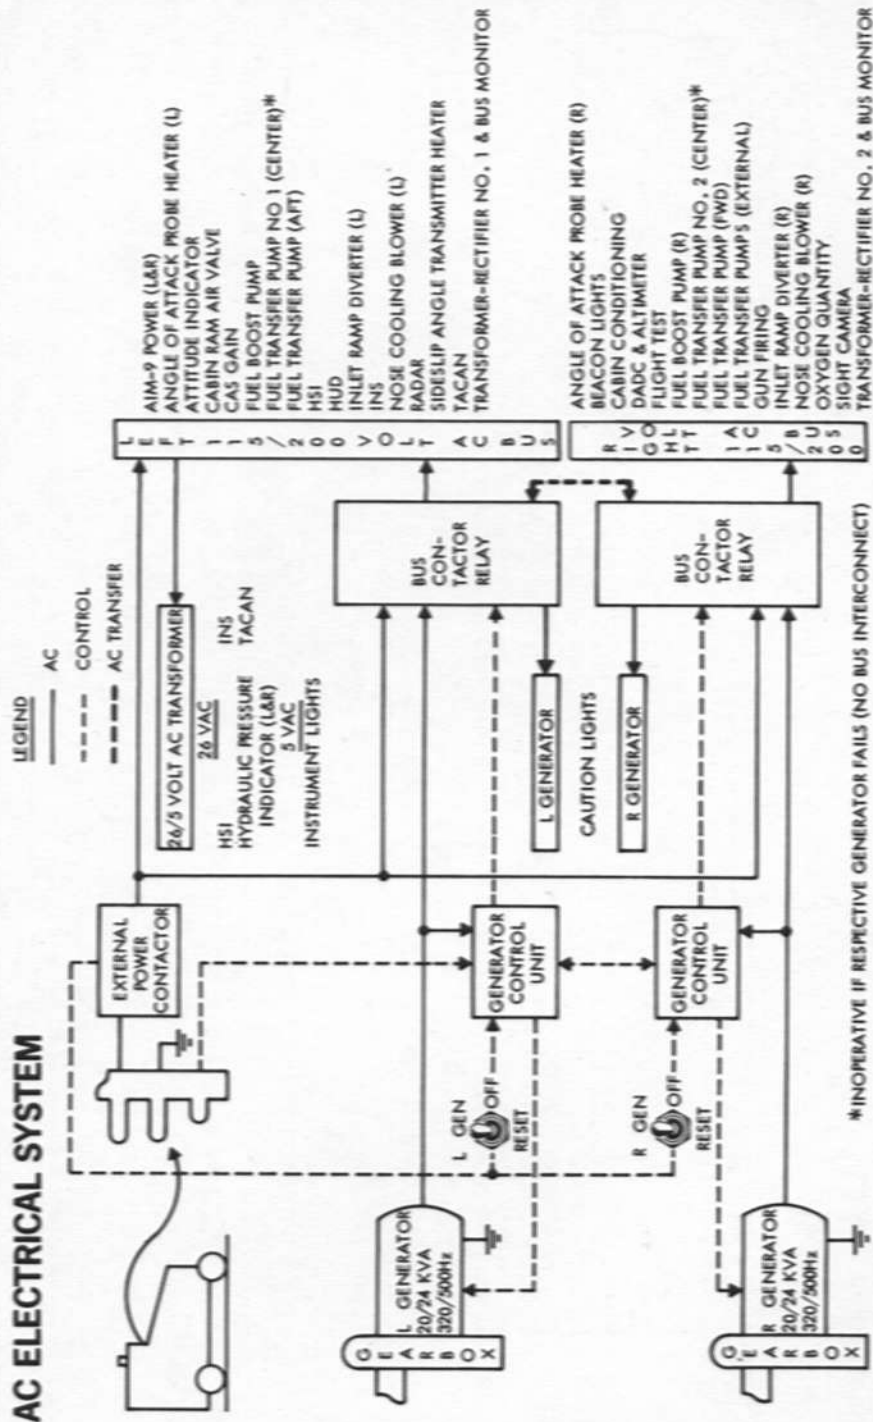 AC ELECTRICAL SYSTEM
LEGEND
AC
CONTROL
AC TRANSFER
EXTERNAL
POWER
CONTACTOR
26/5 VOLT AC TRANSFORMER
26 VAC
HSI INS
HYDRAULIC PRESSURE TACAN
INDICATOR (L&R)
5 VAC
INSTRUMENT LIGHTS
LEFT 115/200 VOLT AC BUS
AIM-9 POWER (L&R)
ANGLE OF ATTACK PROBE HEATER (L)
ATTITUDE INDICATOR
CABIN RAM AIR VALVE
CAS GAIN
FUEL BOOST PUMP
FUEL TRANSFER PUMP NO 1 (CENTER)*
FUEL TRANSFER PUMP (AFT)
HSI
HUD
INLET RAMP DIVERTER (L)
INS
NOSE COOLING BLOWER (L)
RADAR
SIDESLIP ANGLE TRANSMITTER HEATER
TACAN
TRANSFORMER-RECTIFIER NO. 1 & BUS MONITOR
GEARBOX
L GENERATOR
20/24 KVA
320/500Hz
L GEN
OFF
RESET
GENERATOR
CONTROL
UNIT
BUS
CON-
TACTOR
RELAY
L GENERATOR
CAUTION LIGHTS
R GENERATOR
R GEN
OFF
RESET
GENERATOR
CONTROL
UNIT
BUS
CON-
TACTOR
RELAY
RIGHT 115/200
VOLT AC BUS
ANGLE OF ATTACK PROBE HEATER (R)
BEACON LIGHTS
CABIN CONDITIONING
DADC & ALTIMETER
FLIGHT TEST
FUEL BOOST PUMP (R)
FUEL TRANSFER PUMP NO. 2 (CENTER)*
FUEL TRANSFER PUMP (FWD)
FUEL TRANSFER PUMPS (EXTERNAL)
GUN FIRING
INLET RAMP DIVERTER (R)
NOSE COOLING BLOWER (R)
OXYGEN QUANTITY
SIGHT CAMERA
TRANSFORMER-RECTIFIER NO. 2 & BUS MONITOR
GEARBOX
R GENERATOR
20/24 KVA
320/500Hz
*INOPERATIVE IF RESPECTIVE GENERATOR FAILS (NO BUS INTERCONNECT)